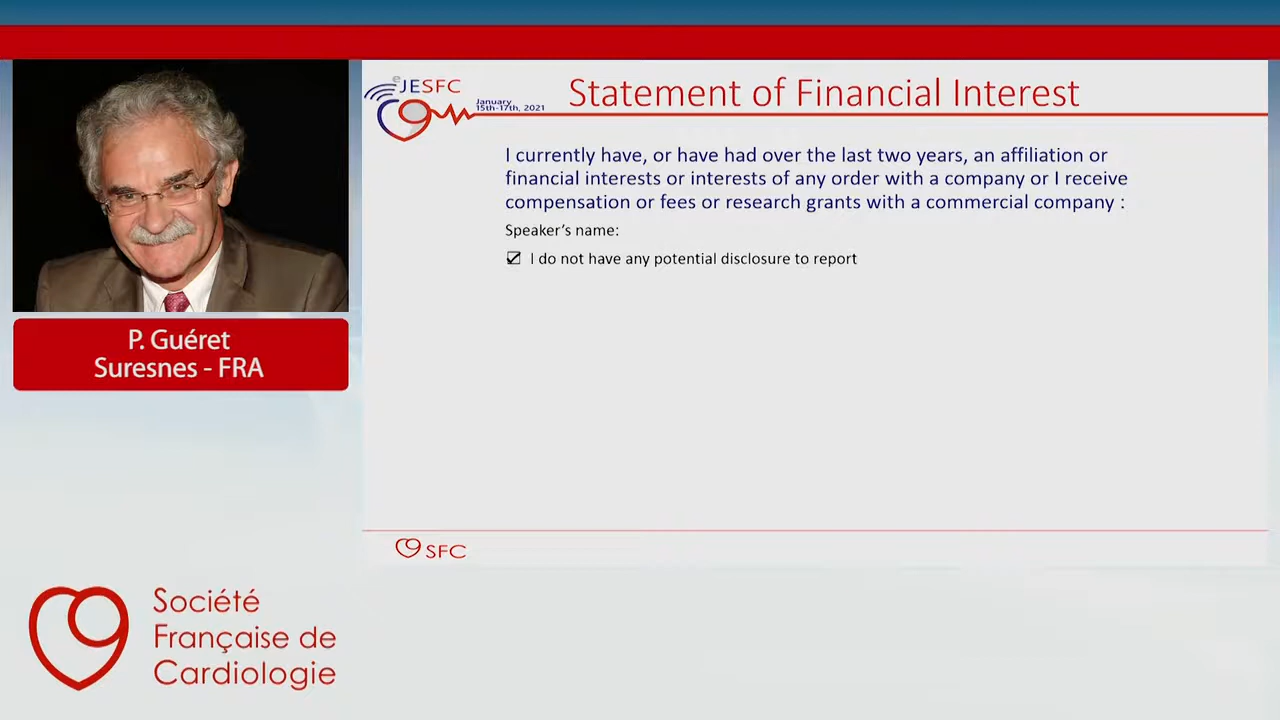 P. Guéret
Suresnes - FRA
Société
Française de
Cardiologie
eJESFC
January
15th-17th, 2021
Statement of Financial Interest
I currently have, or have had over the last two years, an affiliation or
financial interests or interests of any order with a company or I receive
compensation or fees or research grants with a commercial company :
Speaker's name:
☑ I do not have any potential disclosure to report
SFC